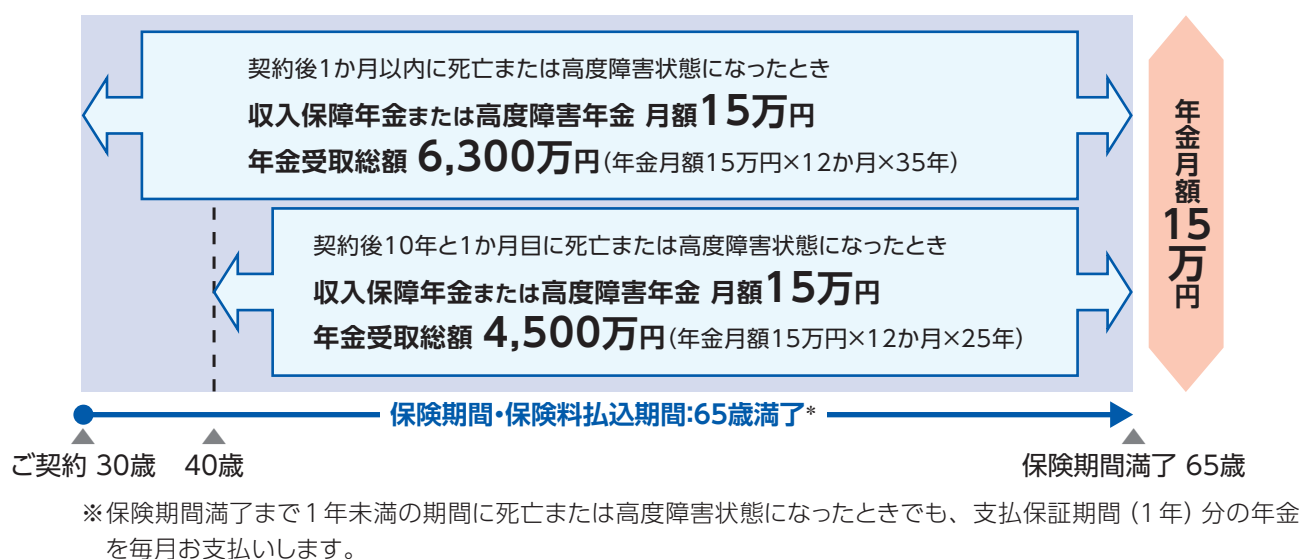 契約後1か月以内に死亡または高度障害状態になったとき
収入保障年金または高度障害年金 月額15万円
年金受取総額 6,300万円(年金月額15万円×12か月×35年)
年金月額15万円
契約後10年と1か月目に死亡または高度障害状態になったとき
収入保障年金または高度障害年金 月額15万円
年金受取総額 4,500万円(年金月額15万円×12か月×25年)
保険期間・保険料払込期間:65歳満了*
ご契約 30歳 40歳 保険期間満了 65歳
※保険期間満了まで1年未満の期間に死亡または高度障害状態になったときでも、支払保証期間(1年)分の年金
を毎月お支払いします。